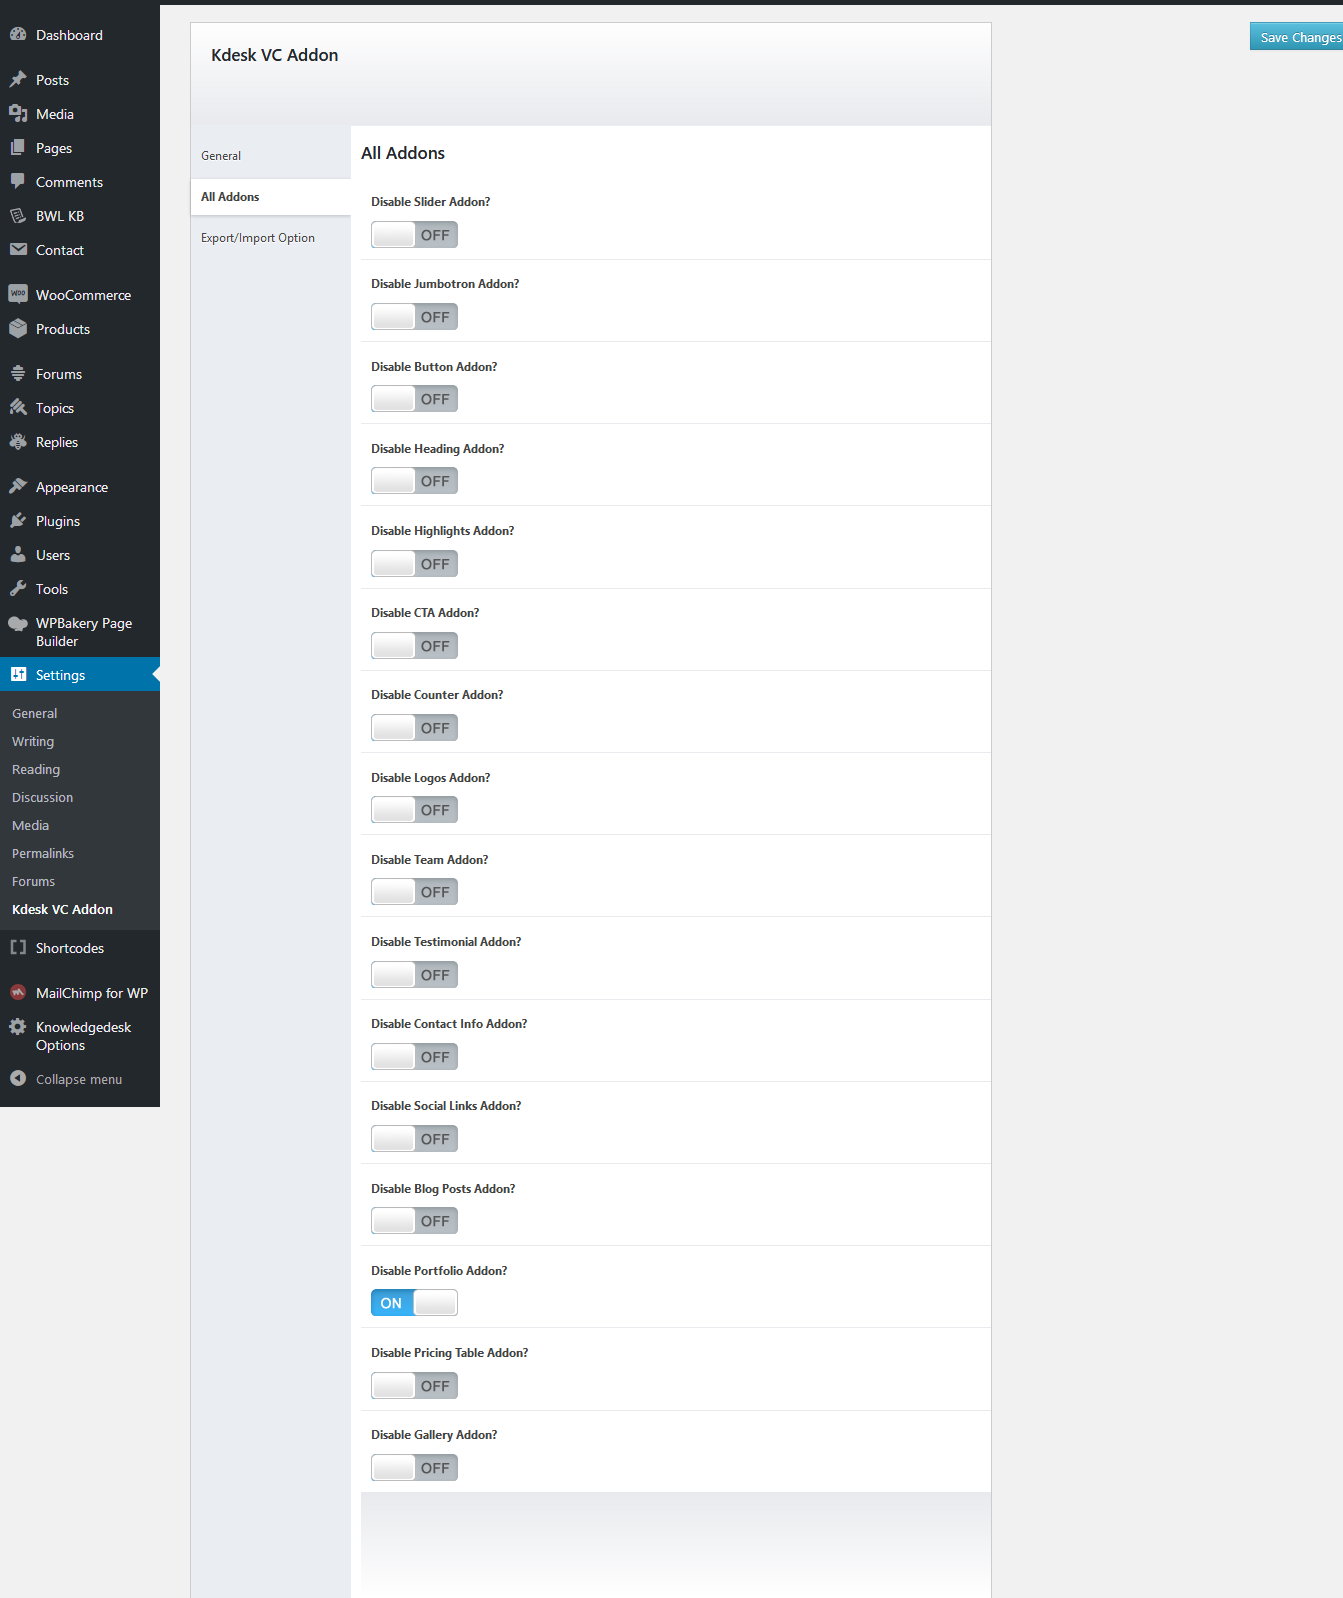 Dashboard
Posts
Media
Pages
Comments
BWL KB
Contact
WOO
WooCommerce
Products
Forums
Topics
Replies
Appearance
Plugins
Users
Tools
WPBakery Page
Builder
Settings
General
Writing
Reading
Discussion
Media
Permalinks
Forums
Kdesk VC Addon
Shortcodes
MailChimp for WP
Knowledgedesk
Options
Collapse menu
Kdesk VC Addon
Save Changes
General
All Addons
Export/Import Option
All Addons
Disable Slider Addon?
OFF
Disable Jumbotron Addon?
OFF
Disable Button Addon?
OFF
Disable Heading Addon?
OFF
Disable Highlights Addon?
OFF
Disable CTA Addon?
OFF
Disable Counter Addon?
OFF
Disable Logos Addon?
OFF
Disable Team Addon?
OFF
Disable Testimonial Addon?
OFF
Disable Contact Info Addon?
OFF
Disable Social Links Addon?
OFF
Disable Blog Posts Addon?
OFF
Disable Portfolio Addon?
ON
Disable Pricing Table Addon?
OFF
Disable Gallery Addon?
OFF